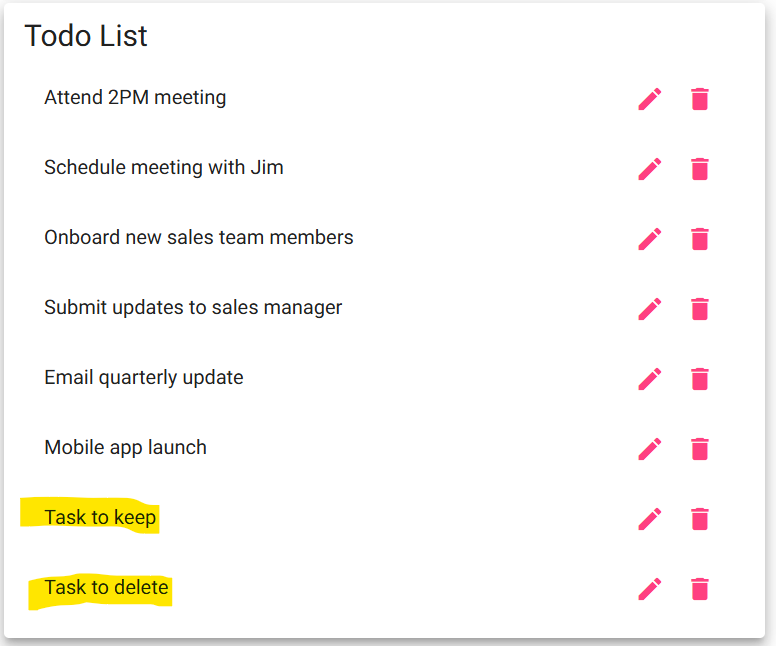 Todo List
Attend 2PM meeting
Schedule meeting with Jim
Onboard new sales team members
Submit updates to sales manager
Email quarterly update
Mobile app launch
Task to keep
Task to delete